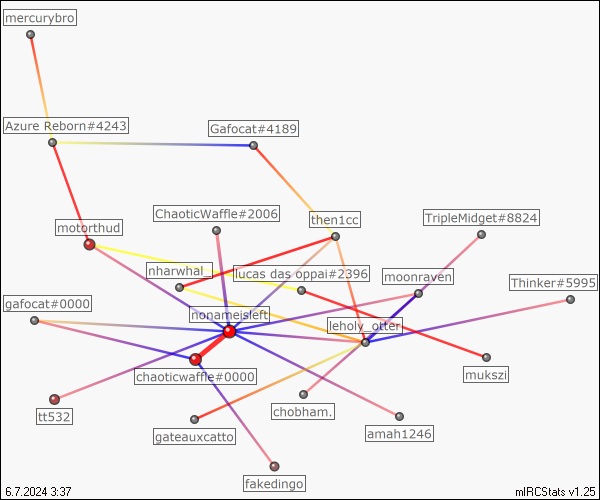 mercurybro
Azure Reborn#4243
Gafocat#4189
ChaoticWaffle#2006
then1cc
TripleMidget#8824
motorthud
nharwhal_
lucas das oppai#2396
moonraven
Thinker#5995
gafocat#0000
nonameisleft
leholy_otter
chaoticwaffle#0000
mukszi
tt532
chobham.
gateauxcatto
amah1246
fakedingo
6.7.2024 3:37
mIRCStats v1.25